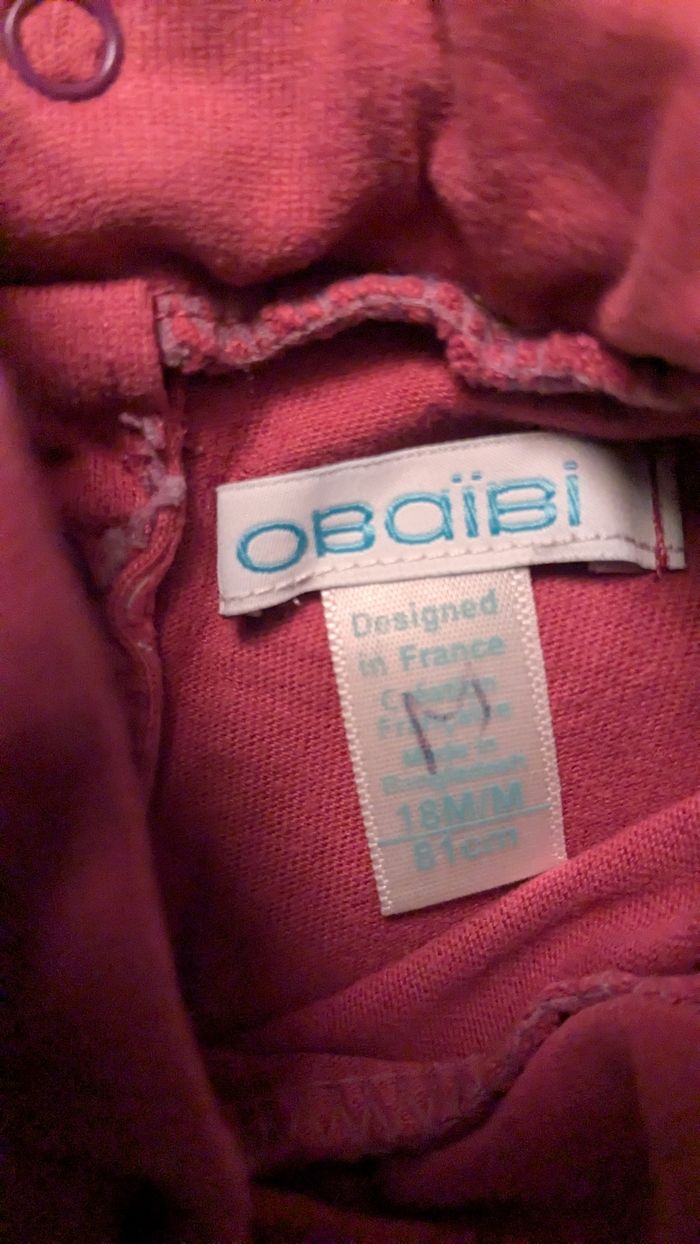 OBaïBi
Designed
in France
M
Made in
Bangladesh
18M/M
81cm